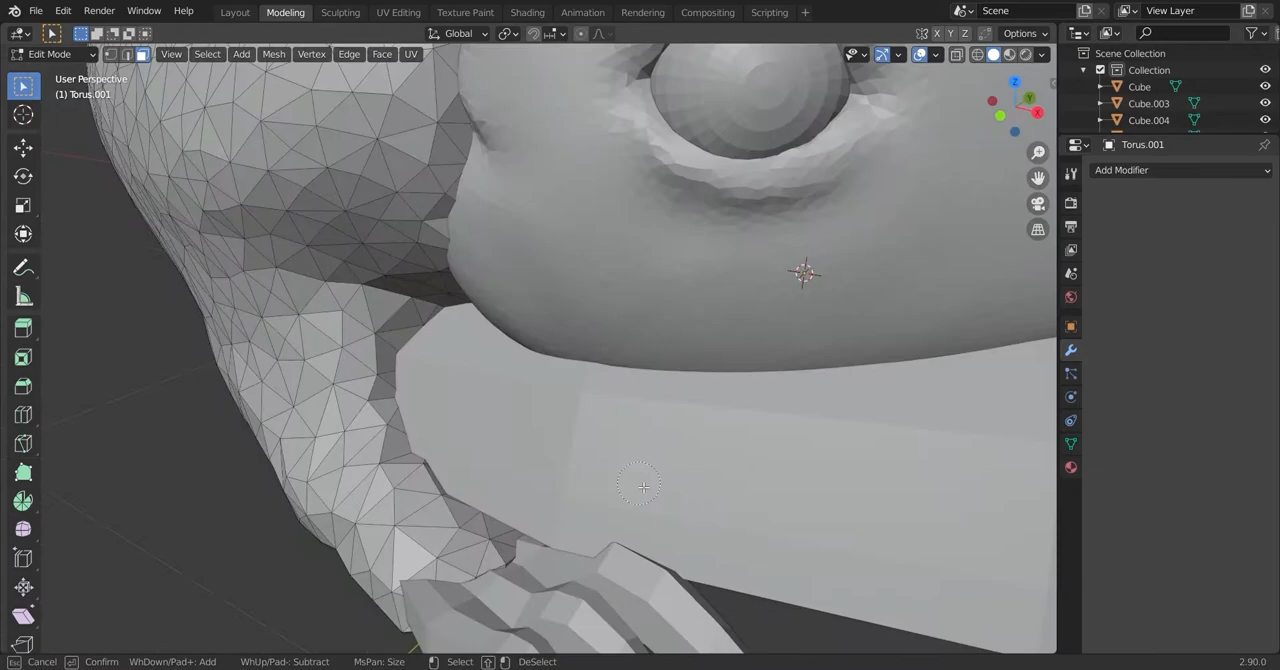 File Edit Render Window Help Layout Modeling Sculpting UV Editing Texture Paint Shading Animation Rendering Compositing Scripting + Scene View Layer
Global X Y Z Options
Edit Mode View Select Add Mesh Vertex Edge Face UV Scene Collection
User Perspective
(1) Torus.001
Collection
Cube
Cube.003
Cube.004
Z
Y
X
Torus.001
Add Modifier
Esc Cancel Confirm WhDown/Pad+: Add WhUp/Pad-: Subtract MsPan: Size Select DeSelect 2.90.0